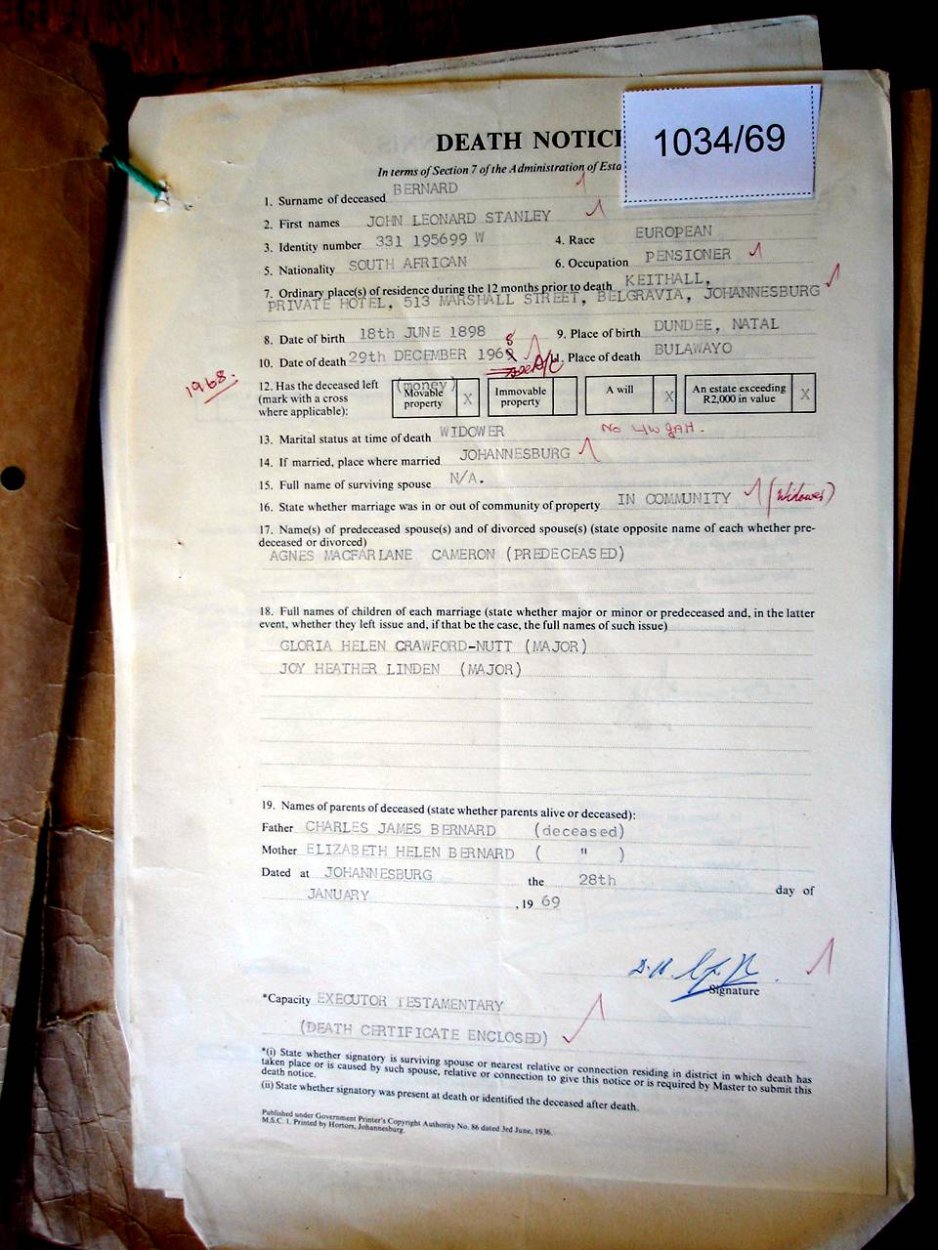 1034/69
DEATH NOTICE
In terms of Section 7 of the Administration of Esta
1. Surname of deceased BERNARD
2. First names JOHN LEONARD STANLEY
3. Identity number 331 195699 W 4. Race EUROPEAN
5. Nationality SOUTH AFRICAN 6. Occupation PENSIONER
7. Ordinary place(s) of residence during the 12 months prior to death KEITHALL,
PRIVATE HOTEL, 513 MARSHALL STREET, BELGRAVIA, JOHANNESBURG
8. Date of birth 18th JUNE 1898 9. Place of birth DUNDEE, NATAL
8
10. Date of death 29th DECEMBER 1969 . Place of death BULAWAYO
1968.
12. Has the deceased left (mark with a cross where applicable): (money) Movable property X Immovable property A will X An estate exceeding R2,000 in value X
13. Marital status at time of death WIDOWER No
14. If married, place where married JOHANNESBURG
15. Full name of surviving spouse N/A.
16. State whether marriage was in or out of community of property IN COMMUNITY (Widower)
17. Name(s) of predeceased spouse(s) and of divorced spouse(s) (state opposite name of each whether pre-
deceased or divorced)
AGNES MACFARLANE CAMERON (PREDECEASED)
18. Full names of children of each marriage (state whether major or minor or predeceased and, in the latter
event, whether they left issue and, if that be the case, the full names of such issue)
GLORIA HELEN CRAWFORD-NUTT (MAJOR)
JOY HEATHER LINDEN (MAJOR)
19. Names of parents of deceased (state whether parents alive or deceased):
Father CHARLES JAMES BERNARD (deceased)
Mother ELIZABETH HELEN BERNARD ( " )
Dated at JOHANNESBURG the 28th day of
JANUARY , 19 69
Signature
*Capacity EXECUTOR TESTAMENTARY
(DEATH CERTIFICATE ENCLOSED)
*(i) State whether signatory is surviving spouse or nearest relative or connection residing in district in which death has
taken place or is caused by such spouse, relative or connection to give this notice or is required by Master to submit this
death notice.
(ii) State whether signatory was present at death or identified the deceased after death.
Published under Government Printer's Copyright Authority No. 86 dated 3rd June, 1936.
M.S.C. 1. Printed by Hortors, Johannesburg.